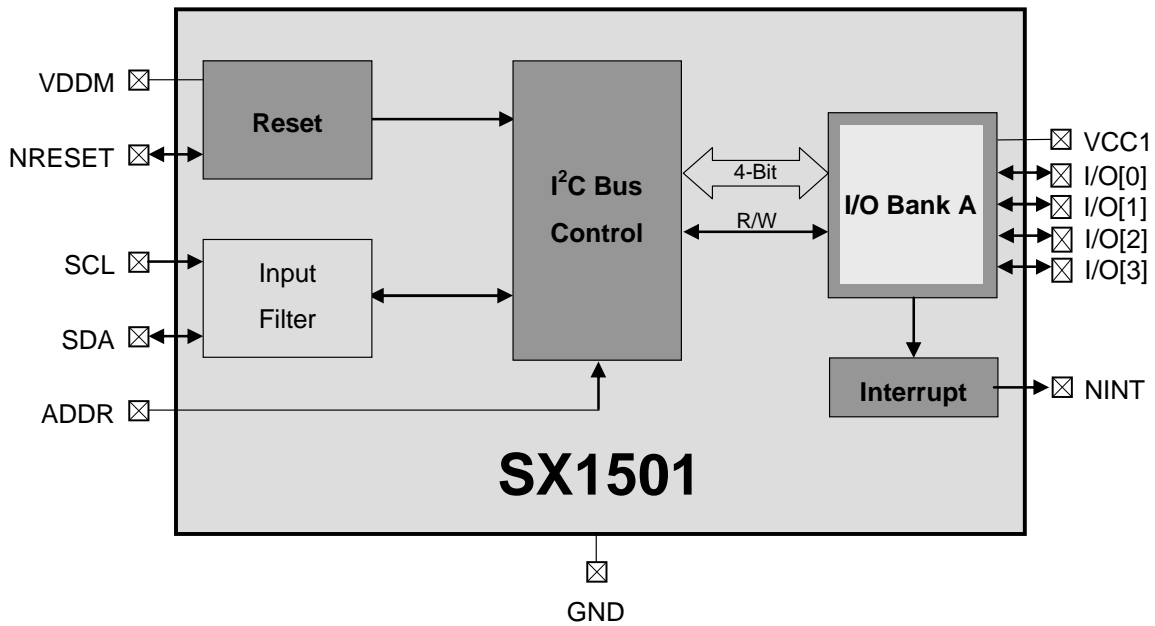 VDDM
NRESET
SCL
SDA
ADDR
Reset
Input
Filter
I²C Bus
Control
4-Bit
R/W
I/O Bank A
Interrupt
VCC1
I/O[0]
I/O[1]
I/O[2]
I/O[3]
NINT
SX1501
GND